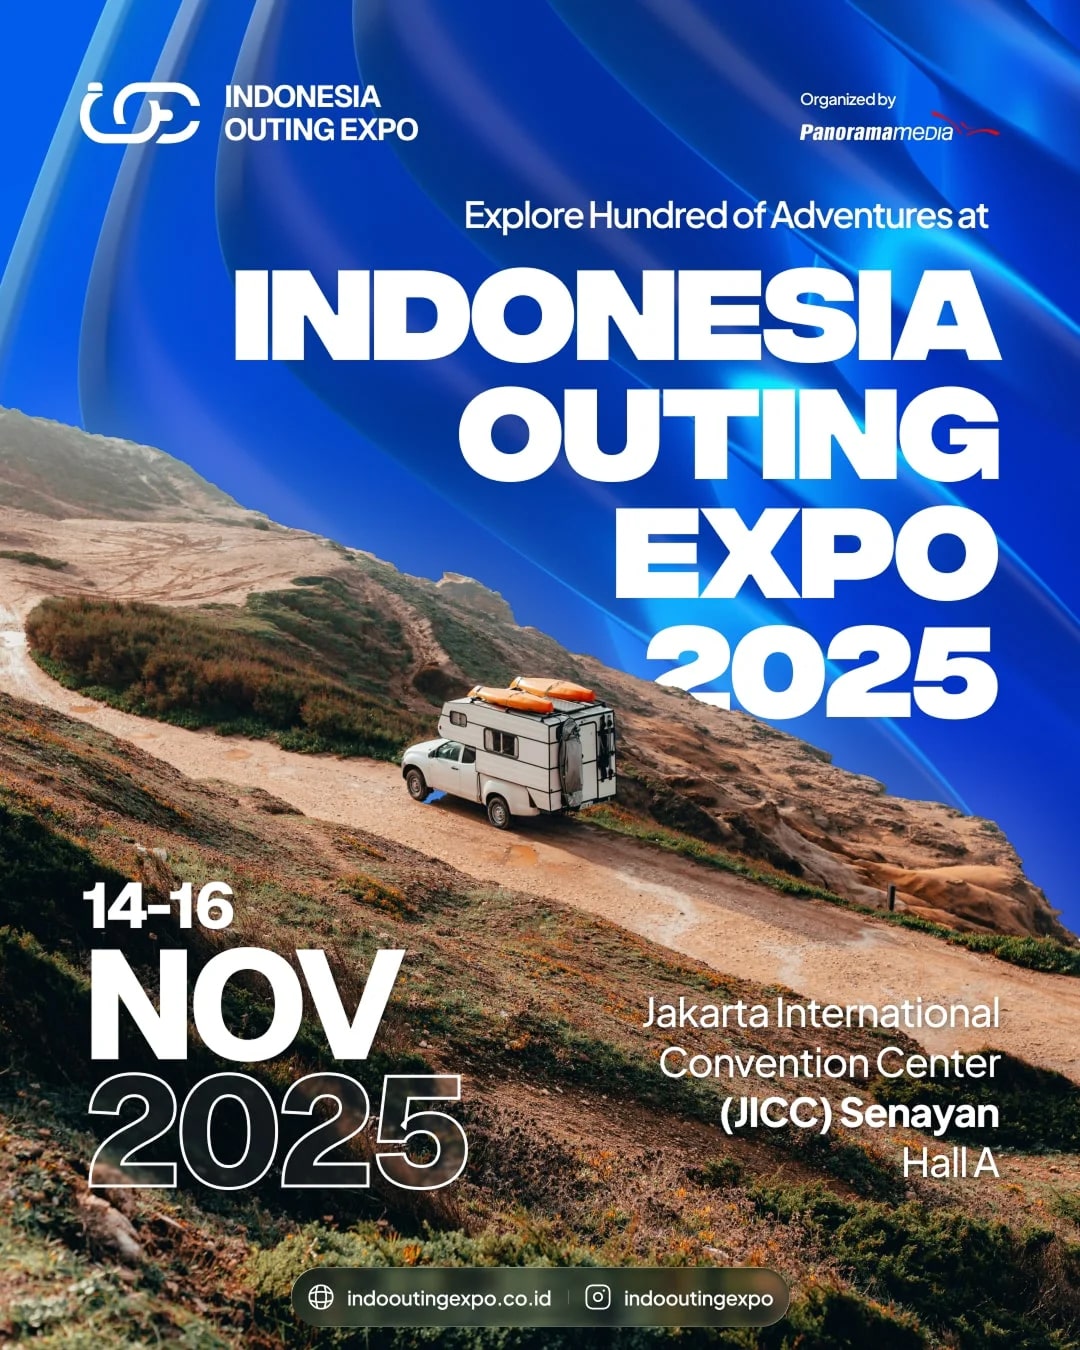 INDONESIA
OUTING EXPO
Organized by
Panoramamedia
Explore Hundred of Adventures at
INDONESIA
OUTING
EXPO
2025
14-16
NOV
2025
Jakarta International
Convention Center
(JICC) Senayan
Hall A
indooutingexpo.co.id
indooutingexpo